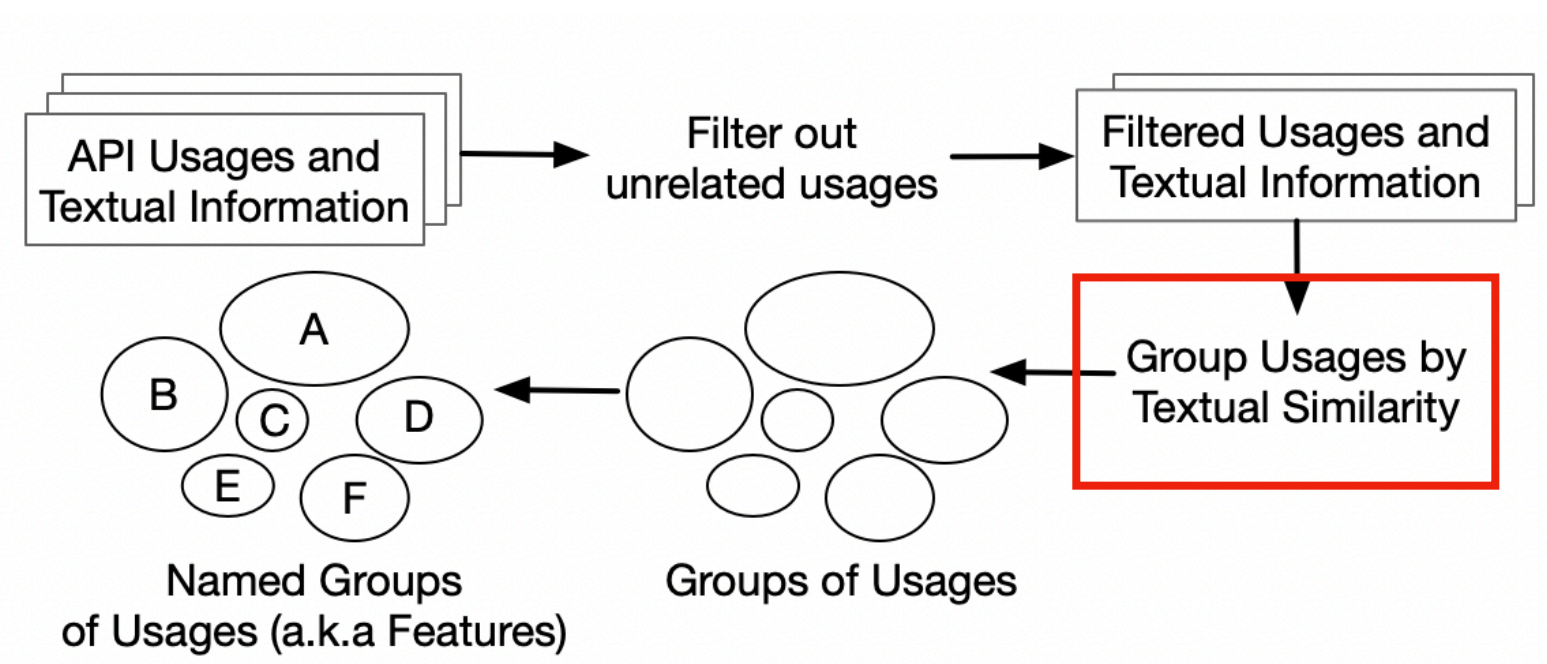 API Usages and
Textual Information
Filter out
unrelated usages
Filtered Usages and
Textual Information
Group Usages by
Textual Similarity
A
B
C
D
E
F
Named Groups
of Usages (a.k.a Features)
Groups of Usages